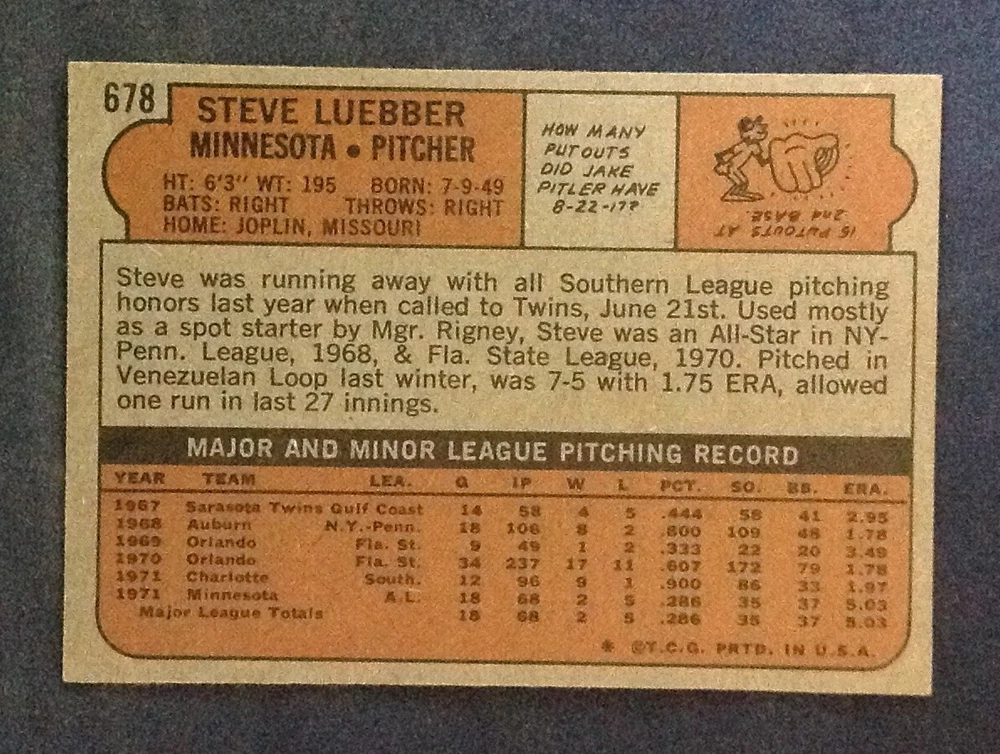 678
STEVE LUEBBER
MINNESOTA • PITCHER
HT: 6'3" WT: 195 BORN: 7-9-49
BATS: RIGHT THROWS: RIGHT
HOME: JOPLIN, MISSOURI
HOW MANY
PUTOUTS
DID JAKE
PITLER HAVE
8-22-17?
15 PUTOUTS AT
2nd BASE.
Steve was running away with all Southern League pitching
honors last year when called to Twins, June 21st. Used mostly
as a spot starter by Mgr. Rigney, Steve was an All-Star in NY-
Penn. League, 1968, & Fla. State League, 1970. Pitched in
Venezuelan Loop last winter, was 7-5 with 1.75 ERA, allowed
one run in last 27 innings.
MAJOR AND MINOR LEAGUE PITCHING RECORD
YEAR TEAM LEA. G IP W L PCT. SO. BB. ERA.
1967 Sarasota Twins Gulf Coast 14 58 4 5 .444 58 41 2.95
1968 Auburn N.Y.-Penn. 18 106 8 2 .800 109 48 1.78
1969 Orlando Fla. St. 9 49 1 2 .333 22 20 3.49
1970 Orlando Fla. St. 34 237 17 11 .607 172 79 1.78
1971 Charlotte South. 12 96 9 1 .900 86 33 1.97
1971 Minnesota A.L. 18 68 2 5 .286 35 37 5.03
Major League Totals 18 68 2 5 .286 35 37 5.03
* ©T.C.G. PRTD. IN U.S.A.